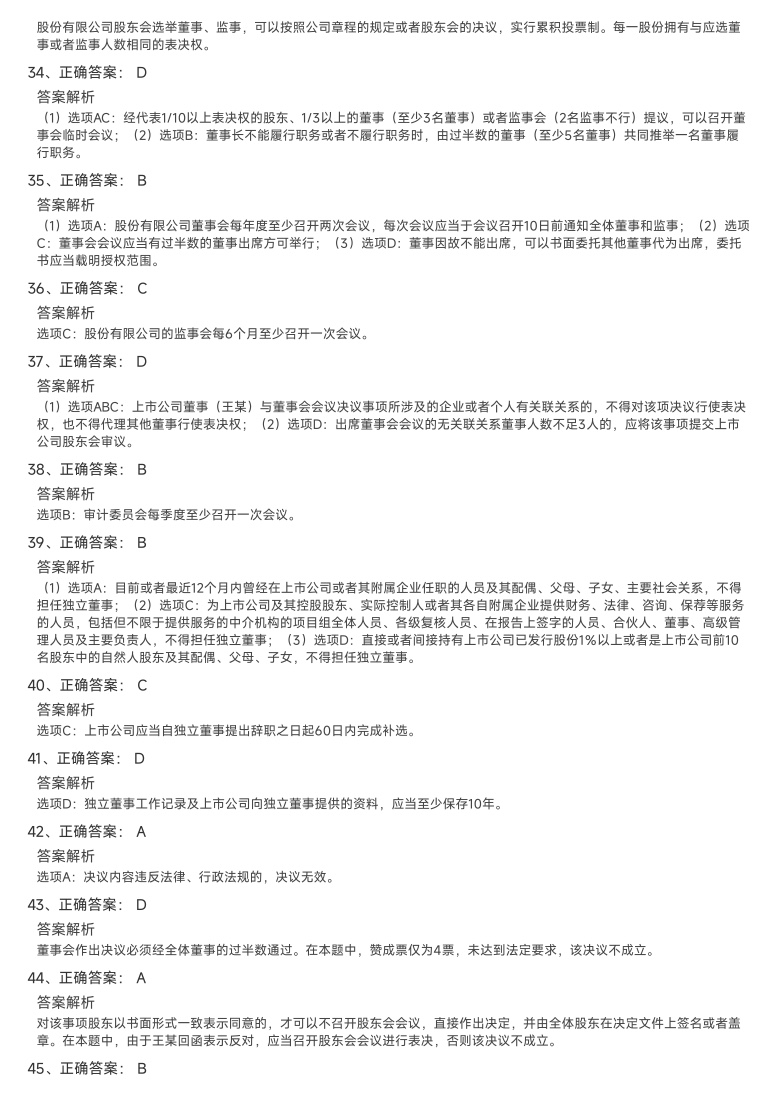 股份有限公司股东会选举董事、监事，可以按照公司章程的规定或者股东会的决议，实行累积投票制。每一股份拥有与应选董
事或者监事人数相同的表决权。
34、正确答案： D
答案解析
（1）选项AC：经代表1/10以上表决权的股东、1/3以上的董事（至少3名董事）或者监事会（2名监事不行）提议，可以召开董
事会临时会议；（2）选项B：董事长不能履行职务或者不履行职务时，由过半数的董事（至少5名董事）共同推举一名董事履
行职务。
35、正确答案： B
答案解析
（1）选项A：股份有限公司董事会每年度至少召开两次会议，每次会议应当于会议召开10日前通知全体董事和监事；（2）选项
C：董事会会议应当有过半数的董事出席方可举行；（3）选项D：董事因故不能出席，可以书面委托其他董事代为出席，委托
书应当载明授权范围。
36、正确答案： C
答案解析
选项C：股份有限公司的监事会每6个月至少召开一次会议。
37、正确答案： D
答案解析
（1）选项ABC：上市公司董事（王某）与董事会会议决议事项所涉及的企业或者个人有关联关系的，不得对该项决议行使表决
权，也不得代理其他董事行使表决权；（2）选项D：出席董事会会议的无关联关系董事人数不足3人的，应将该事项提交上市
公司股东会审议。
38、正确答案： B
答案解析
选项B：审计委员会每季度至少召开一次会议。
39、正确答案： B
答案解析
（1）选项A：目前或者最近12个月内曾经在上市公司或者其附属企业任职的人员及其配偶、父母、子女、主要社会关系，不得
担任独立董事；（2）选项C：为上市公司及其控股股东、实际控制人或者其各自附属企业提供财务、法律、咨询、保荐等服务
的人员，包括但不限于提供服务的中介机构的项目组全体人员、各级复核人员、在报告上签字的人员、合伙人、董事、高级管
理人员及主要负责人，不得担任独立董事；（3）选项D：直接或者间接持有上市公司已发行股份1%以上或者是上市公司前10
名股东中的自然人股东及其配偶、父母、子女，不得担任独立董事。
40、正确答案： C
答案解析
选项C：上市公司应当自独立董事提出辞职之日起60日内完成补选。
41、正确答案： D
答案解析
选项D：独立董事工作记录及上市公司向独立董事提供的资料，应当至少保存10年。
42、正确答案： A
答案解析
选项A：决议内容违反法律、行政法规的，决议无效。
43、正确答案： D
答案解析
董事会作出决议必须经全体董事的过半数通过。在本题中，赞成票仅为4票，未达到法定要求，该决议不成立。
44、正确答案： A
答案解析
对该事项股东以书面形式一致表示同意的，才可以不召开股东会会议，直接作出决定，并由全体股东在决定文件上签名或者盖
章。在本题中，由于王某回函表示反对，应当召开股东会会议进行表决，否则该决议不成立。
45、正确答案： B